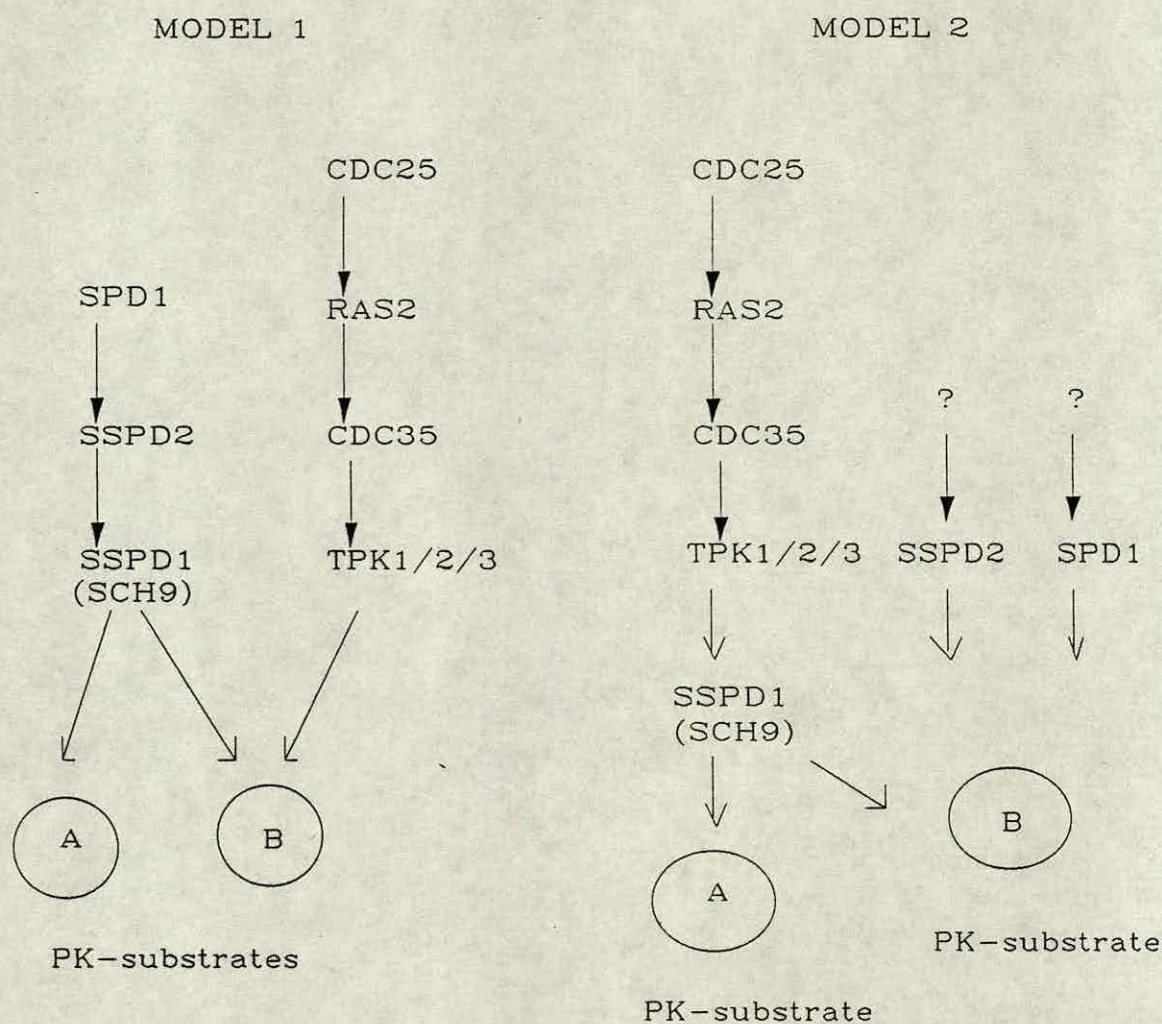 MODEL 1
MODEL 2
CDC25
SPD1
RAS2
SSPD2
CDC35
SSPD1
(SCH9)
TPK1/2/3
A
B
PK-substrates
CDC25
RAS2
CDC35
?
?
TPK1/2/3
SSPD2
SPD1
SSPD1
(SCH9)
B
A
PK-substrate
PK-substrate